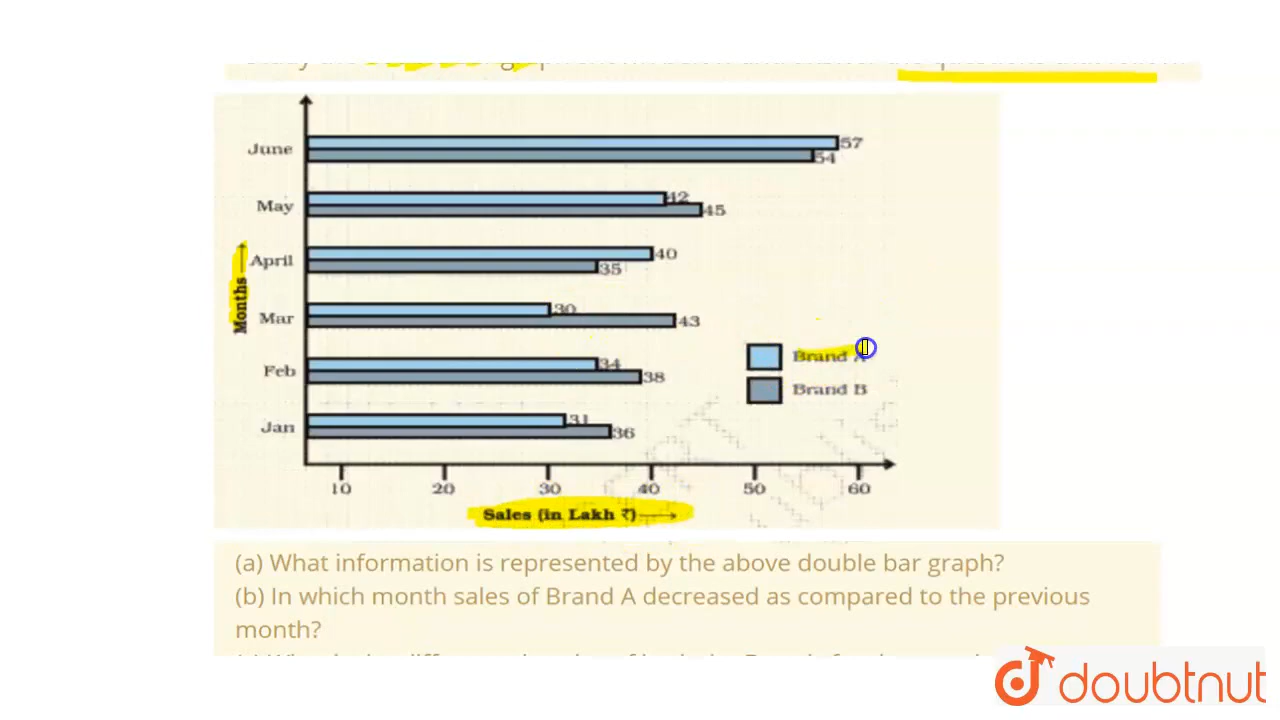 June
57
54
May
42
45
April
40
35
Months
Mar
30
43
Feb
34
38
Brand A
Brand B
Jan
31
36
10 20 30 40 50 60
Sales (in Lakh ₹)
(a) What information is represented by the above double bar graph?
(b) In which month sales of Brand A decreased as compared to the previous
month?
doubtnut